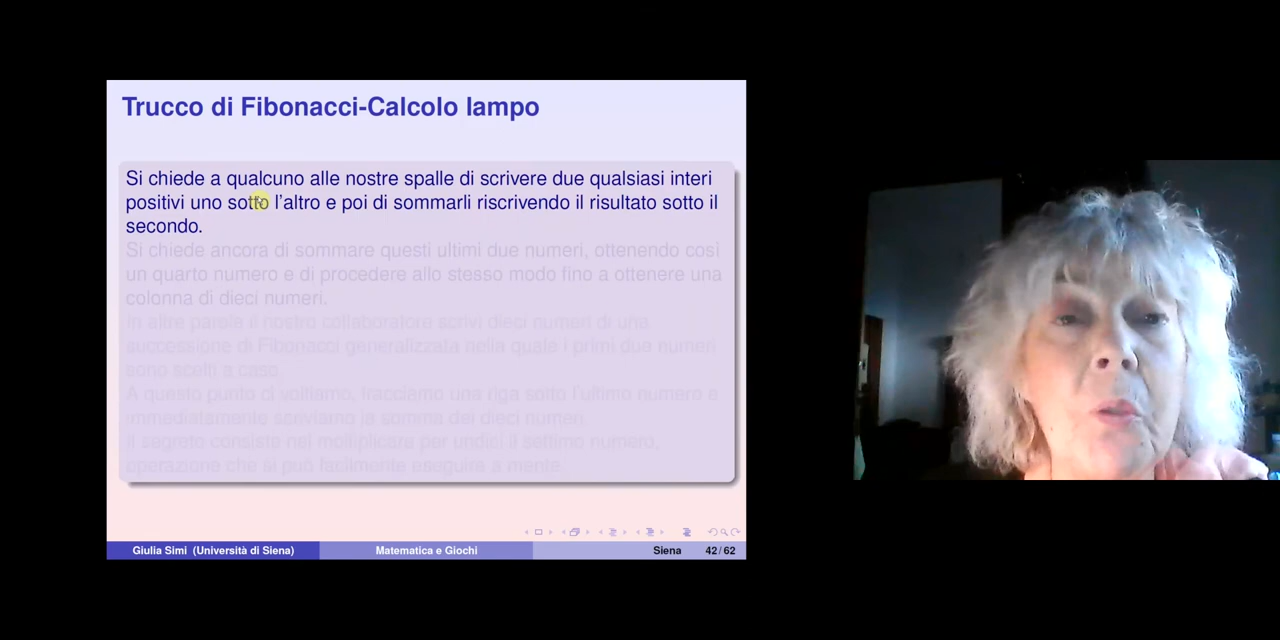 Trucco di Fibonacci-Calcolo lampo
Si chiede a qualcuno alle nostre spalle di scrivere due qualsiasi interi
positivi uno sotto l'altro e poi di sommarli riscrivendo il risultato sotto il
secondo.
Si chiede ancora di sommare questi ultimi due numeri, ottenendo così
un quarto numero e di procedere allo stesso modo fino a ottenere una
colonna di dieci numeri.
In altre parole il nostro collaboratore scrivi dieci numeri di una
successione di Fibonacci generalizzata nella quale i primi due numeri
sono scelti a caso.
A questo punto ci voltiamo, tracciamo una riga sotto l'ultimo numero e
immediatamente scriviamo la somma dei dieci numeri.
Il segreto consiste nel moltiplicare per undici il settimo numero,
operazione che si può facilmente eseguire a mente.
Giulia Simi (Università di Siena)
Matematica e Giochi
Siena
42 / 62